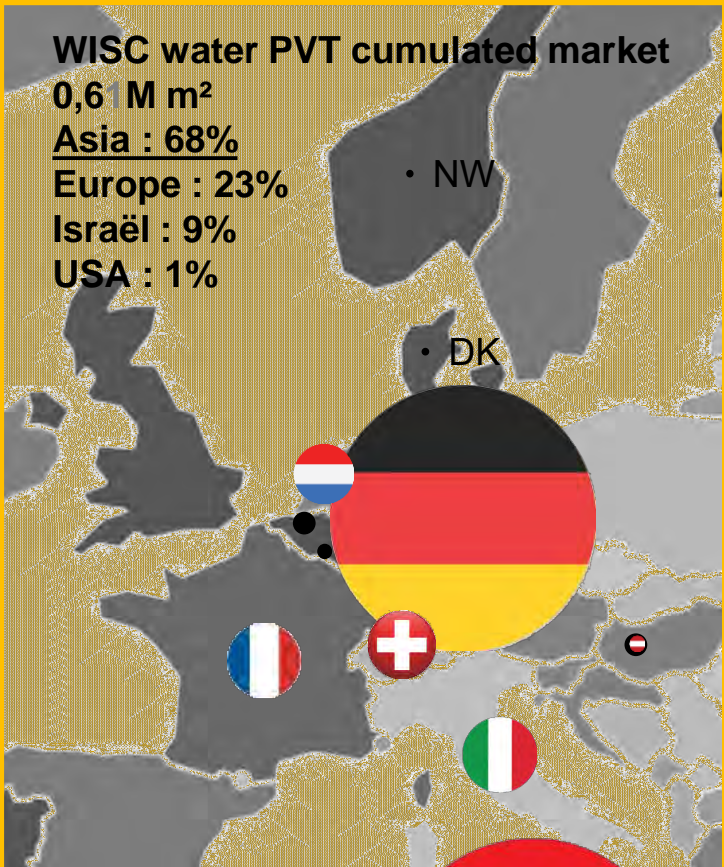 WISC water PVT cumulated market
0,61M m²
Asia : 68%
Europe : 23%
Israël : 9%
USA : 1%
NW
DK